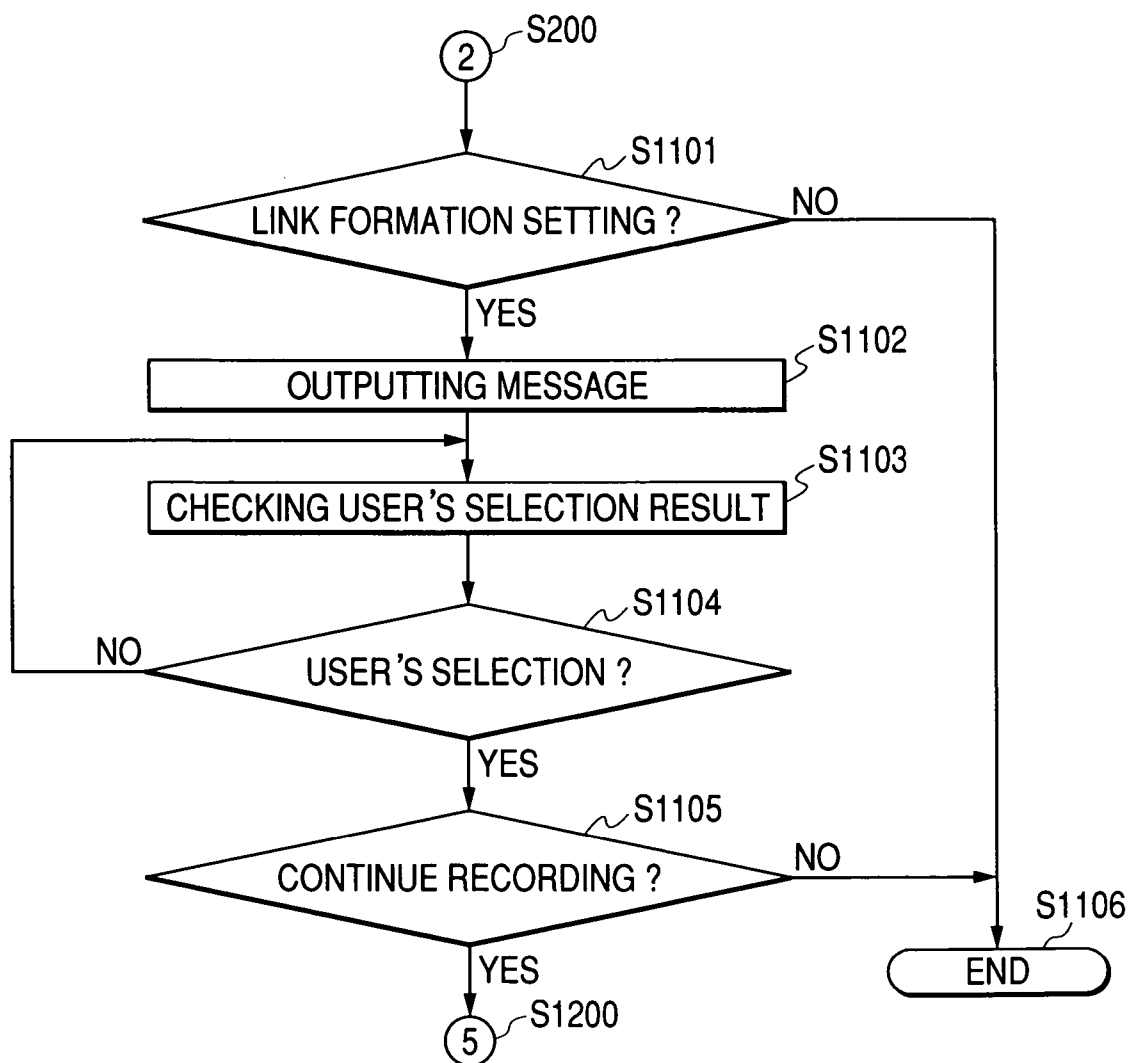 S200
2
S1101
LINK FORMATION SETTING ?
NO
YES
S1102
OUTPUTTING MESSAGE
S1103
CHECKING USER'S SELECTION RESULT
S1104
NO
USER'S SELECTION ?
YES
S1105
CONTINUE RECORDING ?
NO
S1106
YES
END
S1200
5